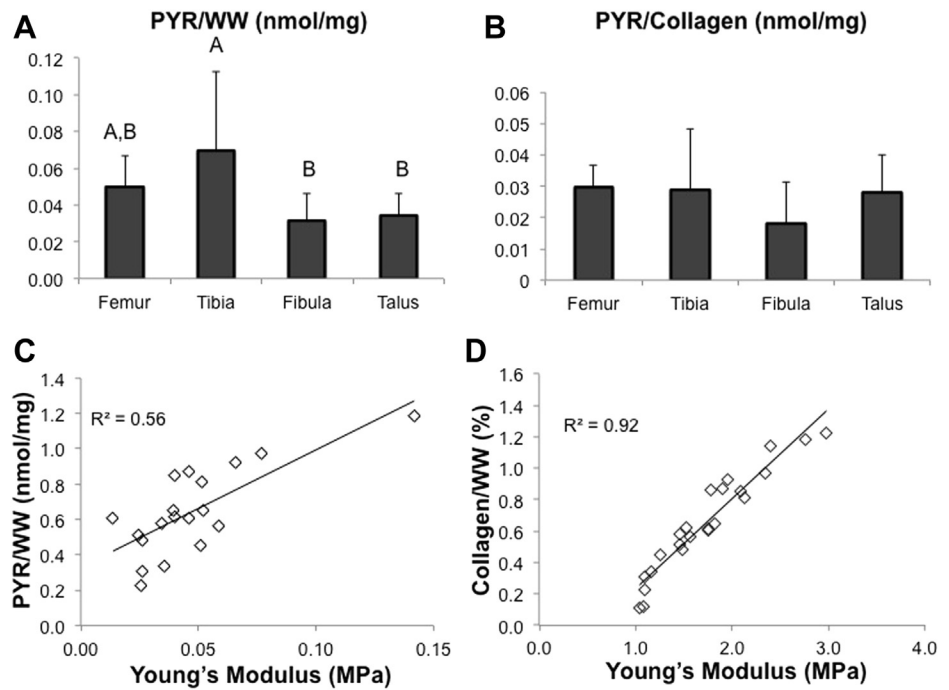 A
PYR/WW (nmol/mg)
0.12
0.10
0.08
0.06
0.04
0.02
0.00
A,B
A
B
B
Femur Tibia Fibula Talus
B
PYR/Collagen (nmol/mg)
0.06
0.05
0.04
0.03
0.02
0.01
0
Femur Tibia Fibula Talus
C
PYR/WW (nmol/mg)
1.4
1.2
1.0
0.8
0.6
0.4
0.2
0.0
R² = 0.56
0.00 0.05 0.10 0.15
Young's Modulus (MPa)
D
Collagen/WW (%)
1.6
1.4
1.2
1.0
0.8
0.6
0.4
0.2
0.0
R² = 0.92
0.0 1.0 2.0 3.0 4.0
Young's Modulus (MPa)